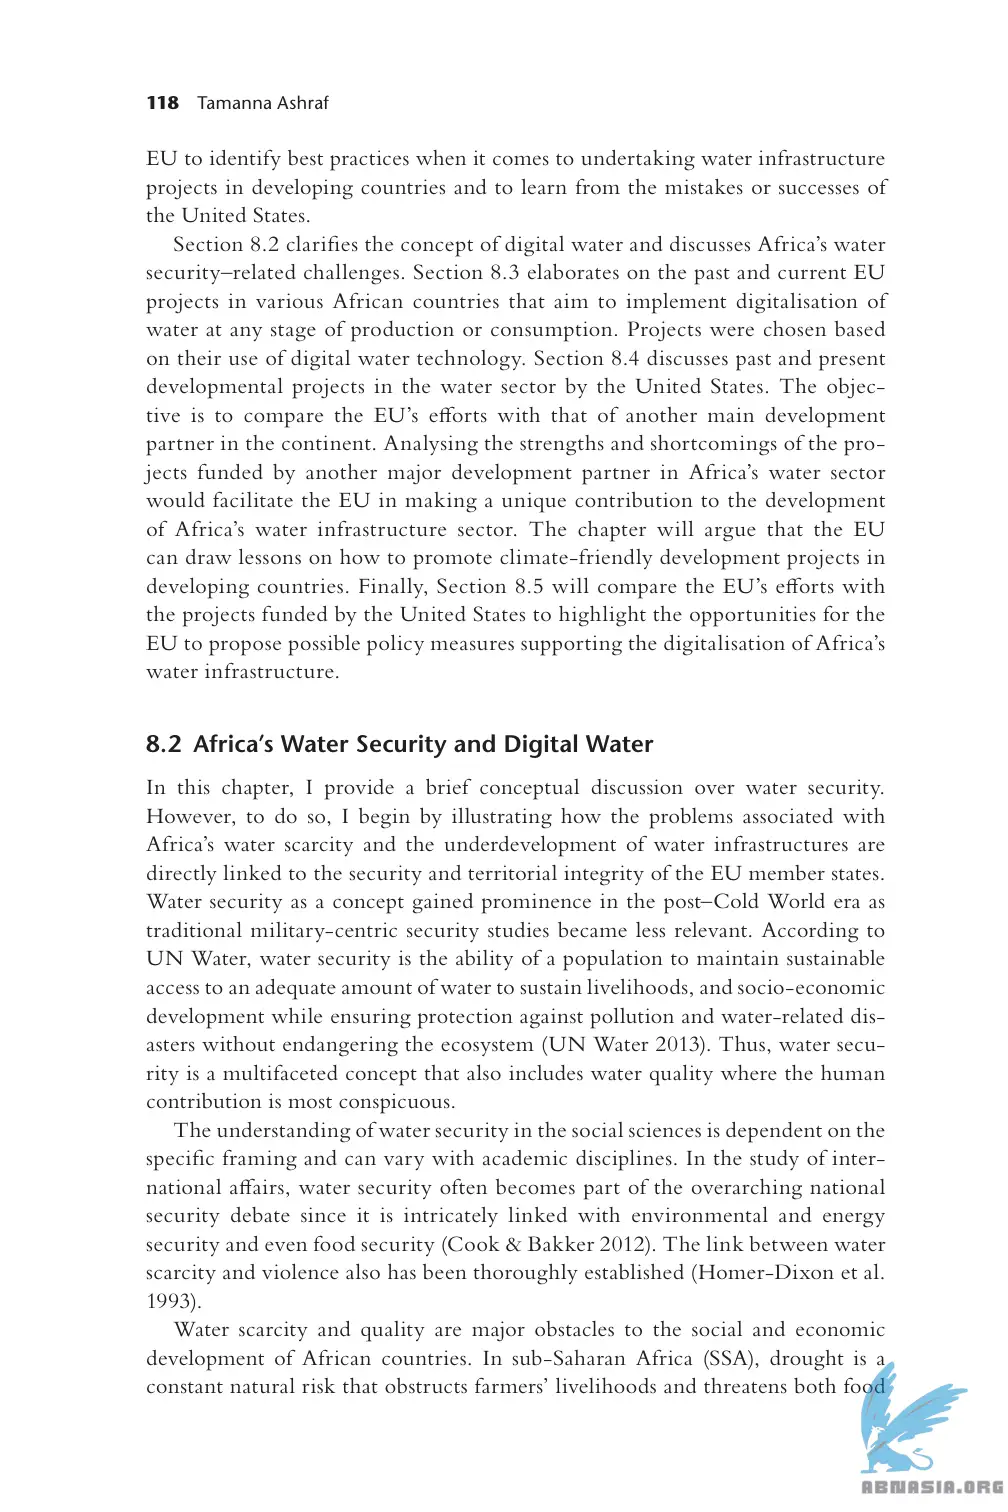 118 Tamanna Ashraf
EU to identify best practices when it comes to undertaking water infrastructure
projects in developing countries and to learn from the mistakes or successes of
the United States.
Section 8.2 clarifies the concept of digital water and discusses Africa’s water
security–related challenges. Section 8.3 elaborates on the past and current EU
projects in various African countries that aim to implement digitalisation of
water at any stage of production or consumption. Projects were chosen based
on their use of digital water technology. Section 8.4 discusses past and present
developmental projects in the water sector by the United States. The objec-
tive is to compare the EU’s efforts with that of another main development
partner in the continent. Analysing the strengths and shortcomings of the pro-
jects funded by another major development partner in Africa’s water sector
would facilitate the EU in making a unique contribution to the development
of Africa’s water infrastructure sector. The chapter will argue that the EU
can draw lessons on how to promote climate-friendly development projects in
developing countries. Finally, Section 8.5 will compare the EU’s efforts with
the projects funded by the United States to highlight the opportunities for the
EU to propose possible policy measures supporting the digitalisation of Africa’s
water infrastructure.
8.2 Africa’s Water Security and Digital Water
In this chapter, I provide a brief conceptual discussion over water security.
However, to do so, I begin by illustrating how the problems associated with
Africa’s water scarcity and the underdevelopment of water infrastructures are
directly linked to the security and territorial integrity of the EU member states.
Water security as a concept gained prominence in the post–Cold World era as
traditional military-centric security studies became less relevant. According to
UN Water, water security is the ability of a population to maintain sustainable
access to an adequate amount of water to sustain livelihoods, and socio-economic
development while ensuring protection against pollution and water-related dis-
asters without endangering the ecosystem (UN Water 2013). Thus, water secu-
rity is a multifaceted concept that also includes water quality where the human
contribution is most conspicuous.
The understanding of water security in the social sciences is dependent on the
specific framing and can vary with academic disciplines. In the study of inter-
national affairs, water security often becomes part of the overarching national
security debate since it is intricately linked with environmental and energy
security and even food security (Cook & Bakker 2012). The link between water
scarcity and violence also has been thoroughly established (Homer-Dixon et al.
1993).
Water scarcity and quality are major obstacles to the social and economic
development of African countries. In sub-Saharan Africa (SSA), drought is a
constant natural risk that obstructs farmers’ livelihoods and threatens both food
ABNASIA.ORG